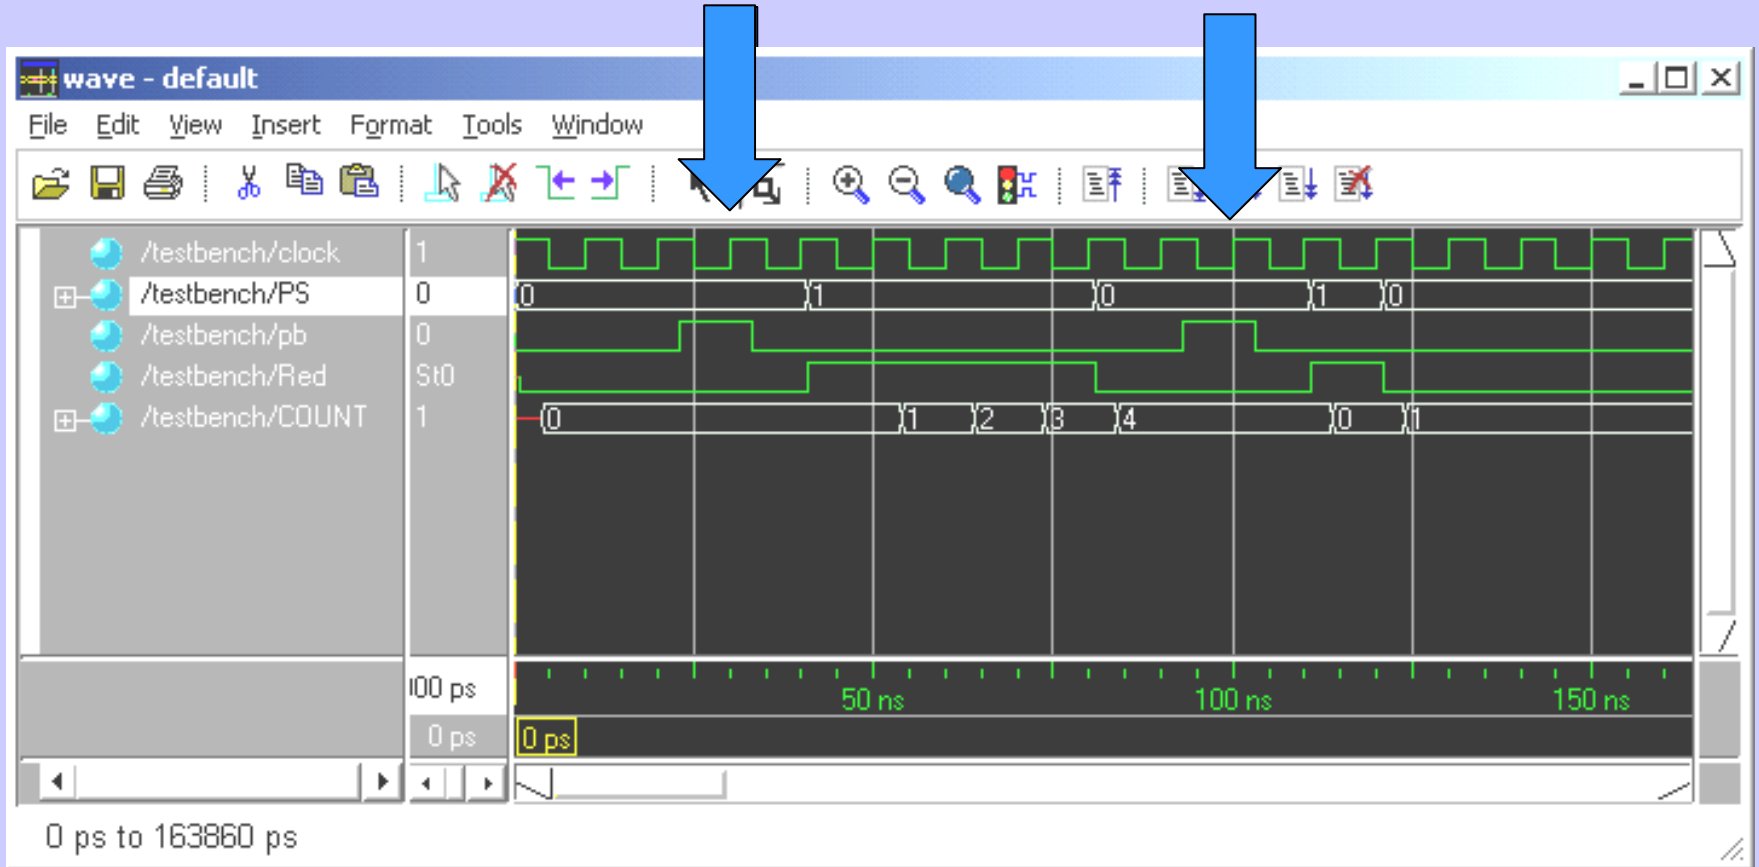 wave - default
File Edit View Insert Format Tools Window
/testbench/clock 1
/testbench/PS 0 0 1 0 1 0
/testbench/pb 0
/testbench/Red St0
/testbench/COUNT 1 0 1 2 3 4 0 1
00 ps 50 ns 100 ns 150 ns
0 ps 0 ps
0 ps to 163860 ps